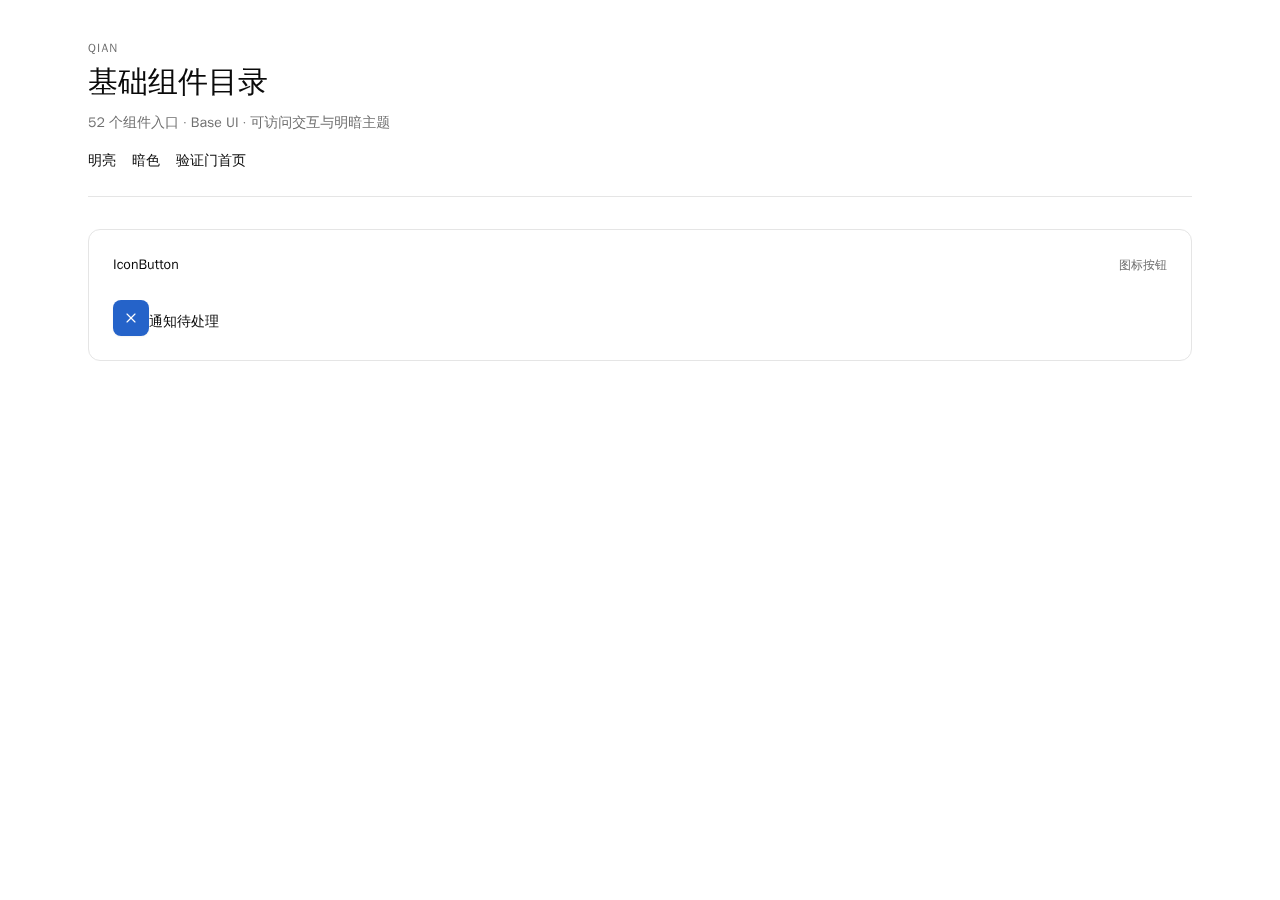 QIAN
基础组件目录
52 个组件入口 · Base UI · 可访问交互与明暗主题
明亮 暗色 验证门首页
IconButton 图标按钮
通知待处理